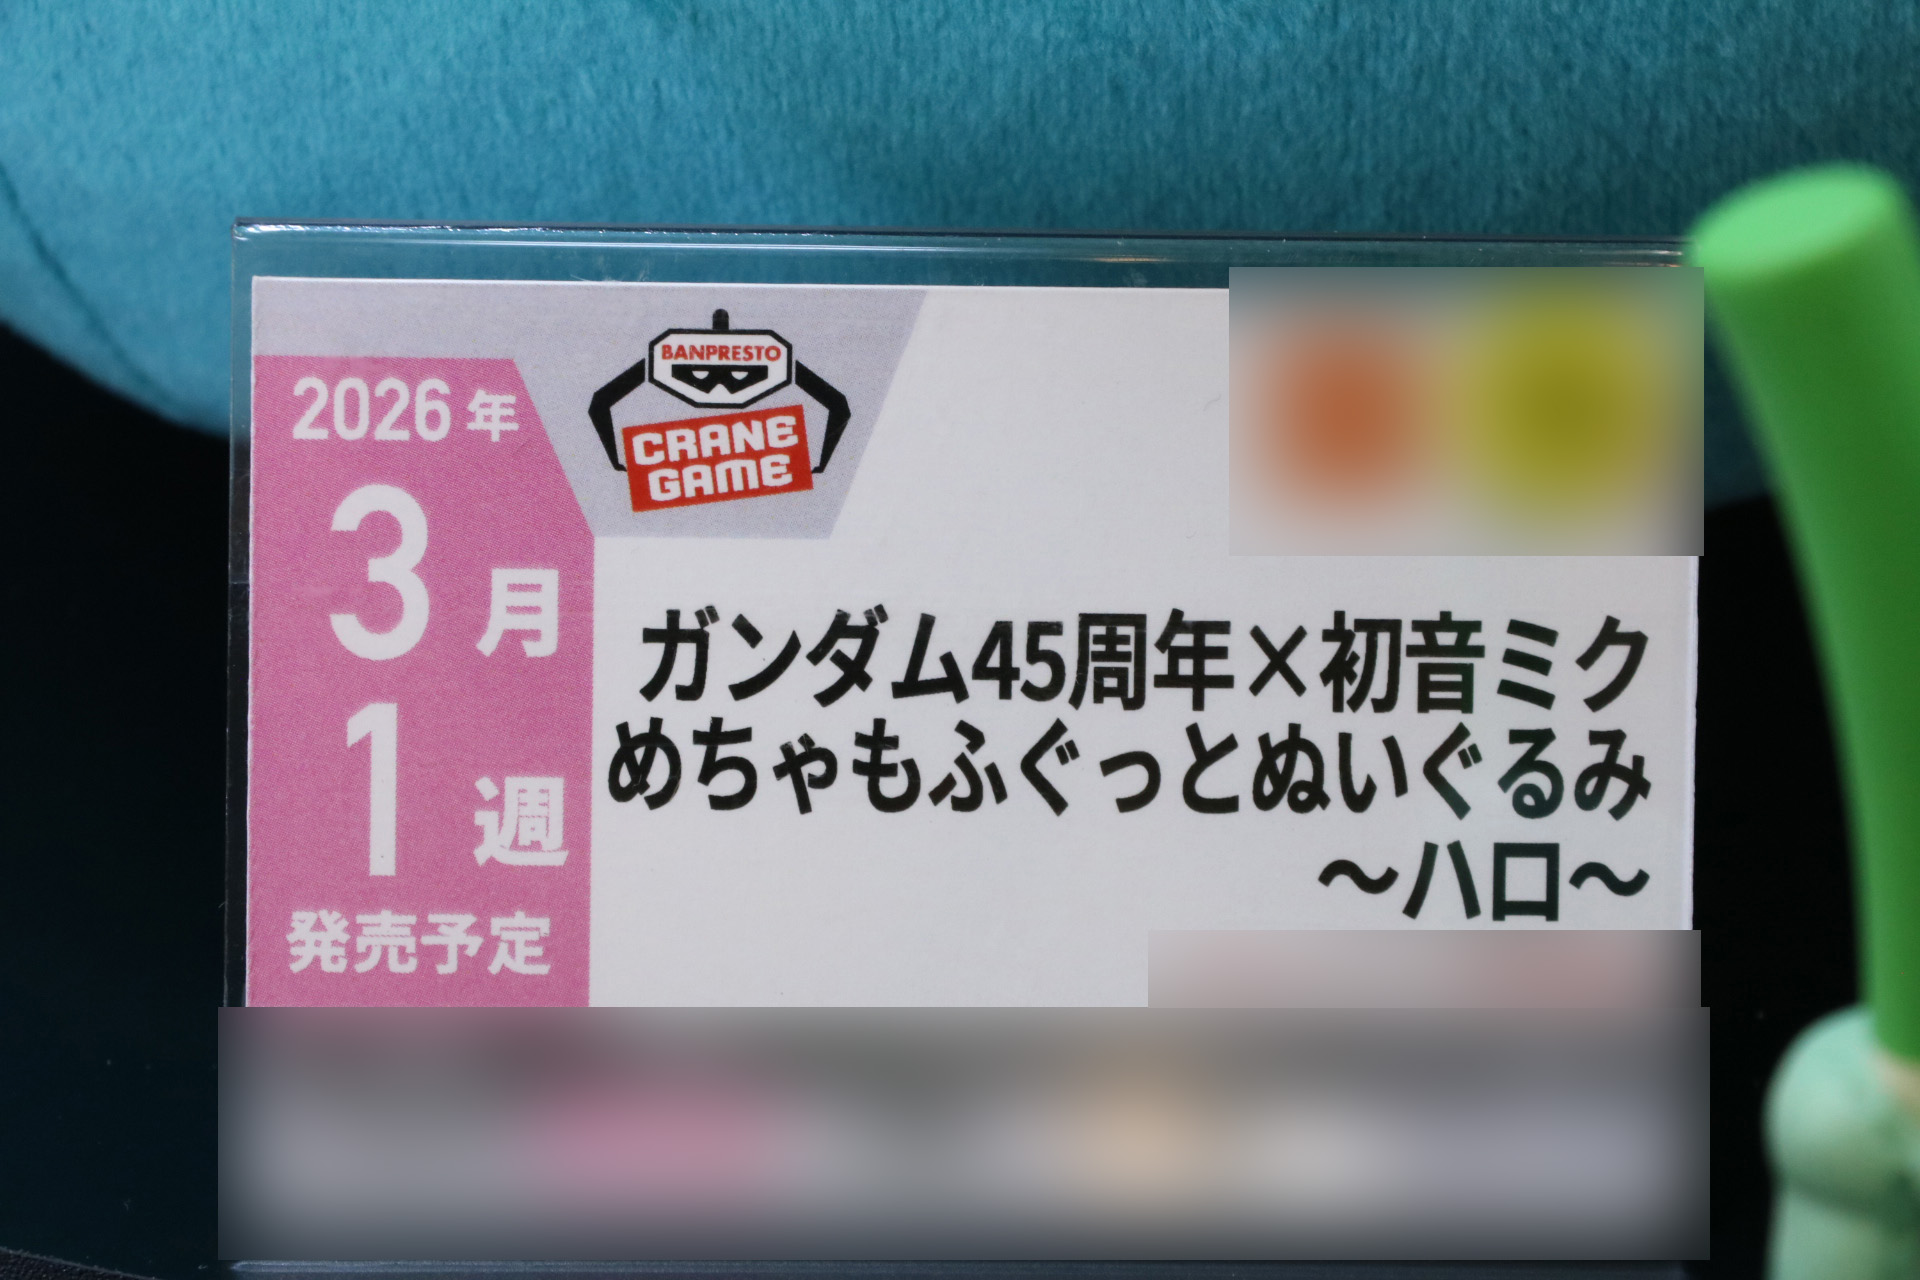 BANPRESTO
CRANE
GAME
2026年
3月
1週
発売予定
ガンダム45周年×初音ミク
めちゃもふぐっとぬいぐるみ
～ハロ～